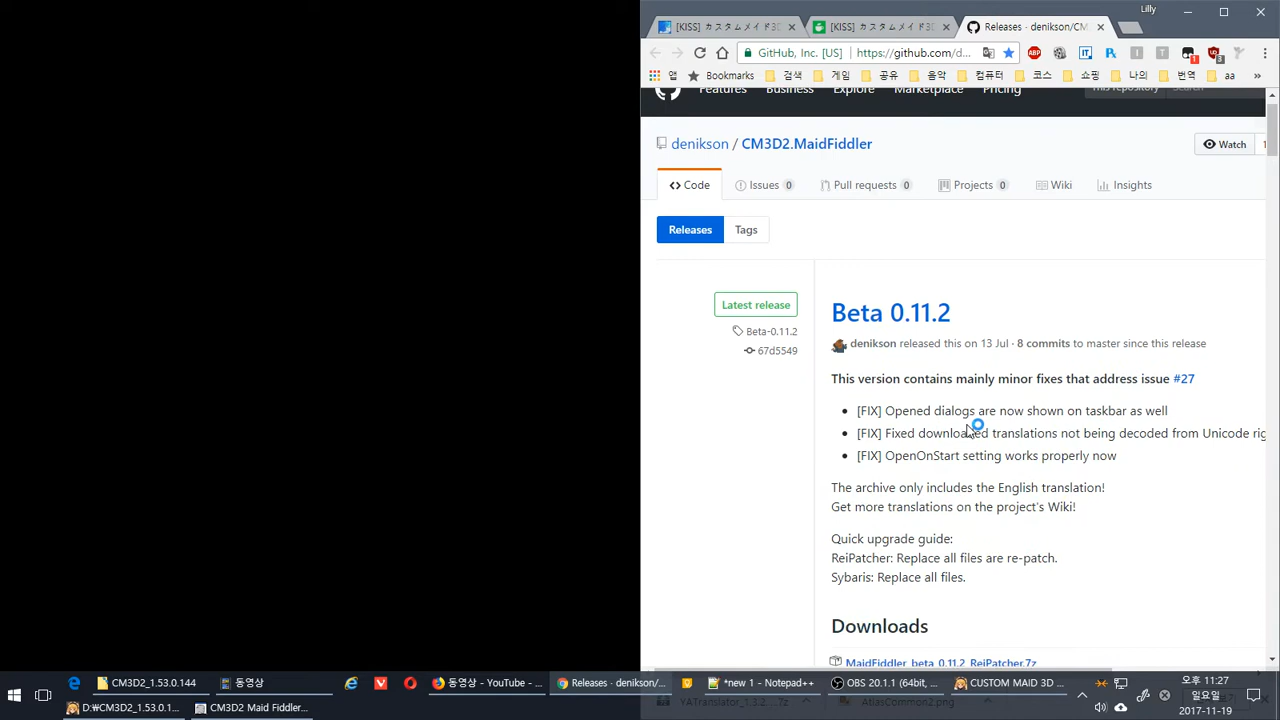 Lilly
[KISS] カスタムメイド3D
[KISS] カスタムメイド3D
Releases · denikson/CM
GitHub, Inc. [US]
https://github.com/d...
앱
Bookmarks
검색
게임
공유
음악
컴퓨터
코스
쇼핑
나의
번역
aa
»
Features
Business
Explore
Marketplace
Pricing
This repository
Search
denikson / CM3D2.MaidFiddler
Watch
Code
Issues 0
Pull requests 0
Projects 0
Wiki
Insights
Releases
Tags
Latest release
Beta-0.11.2
67d5549
Beta 0.11.2
denikson released this on 13 Jul · 8 commits to master since this release
This version contains mainly minor fixes that address issue #27
[FIX] Opened dialogs are now shown on taskbar as well
[FIX] Fixed downloaded translations not being decoded from Unicode rig
[FIX] OpenOnStart setting works properly now
The archive only includes the English translation!
Get more translations on the project's Wiki!
Quick upgrade guide:
ReiPatcher: Replace all files are re-patch.
Sybaris: Replace all files.
Downloads
MaidFiddler_beta_0.11.2_ReiPatcher.7z
CM3D2_1.53.0.144
동영상
동영상 - YouTube - ...
Releases · denikson/...
*new 1 - Notepad++
OBS 20.1.1 (64bit, ...
CUSTOM MAID 3D ...
D:\CM3D2_1.53.0.1...
CM3D2 Maid Fiddler...
YATranslator_1.3.2....7z
AtlasCommon2.png
오후 11:27
일요일
2017-11-19